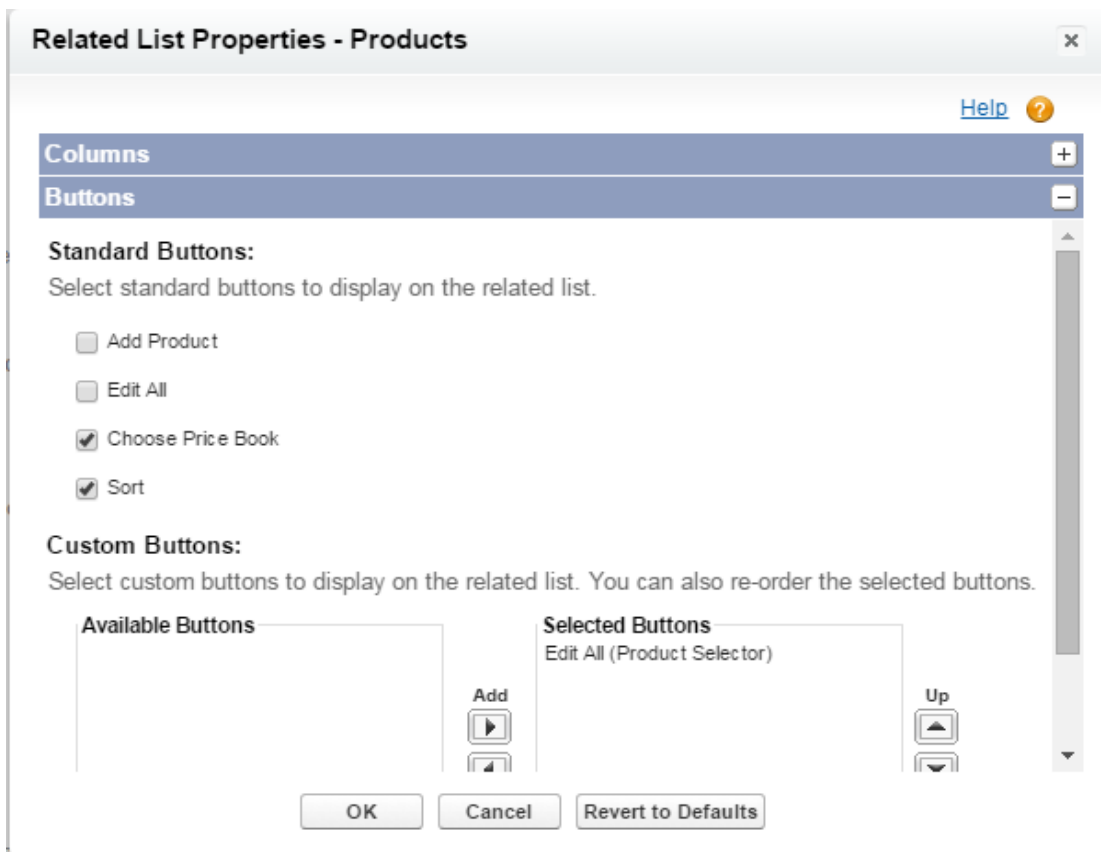 Related List Properties - Products
Help ?
Columns
Buttons
Standard Buttons:
Select standard buttons to display on the related list.
Add Product
Edit All
Choose Price Book
Sort
Custom Buttons:
Select custom buttons to display on the related list. You can also re-order the selected buttons.
Available Buttons Selected Buttons
Edit All (Product Selector)
Add Up
OK Cancel Revert to Defaults